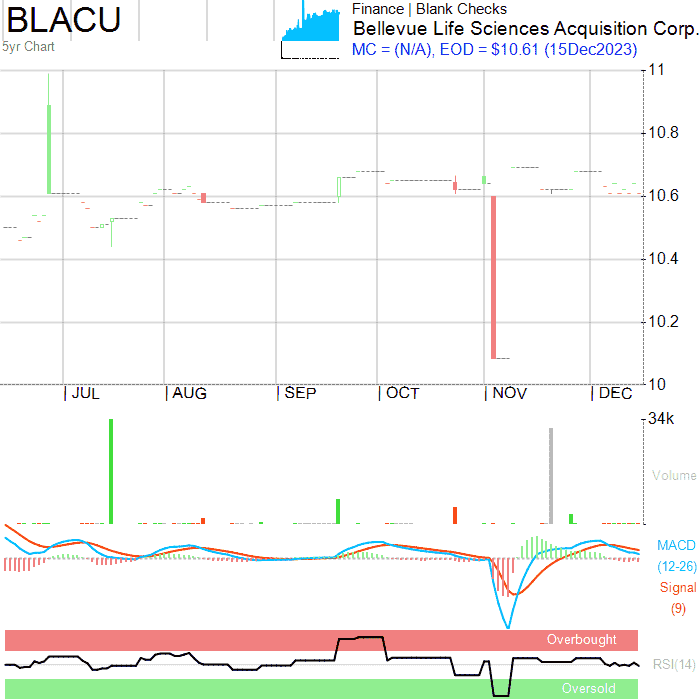 BLACU
5yr Chart
Finance | Blank Checks
Bellevue Life Sciences Acquisition Corp.
MC = (N/A), EOD = $10.61 (15Dec2023)
11
10.8
10.6
10.4
10.2
10
| JUL | AUG | SEP | OCT | NOV | DEC
34k
Volume
MACD
(12-26)
Signal
(9)
Overbought
RSI(14)
Oversold